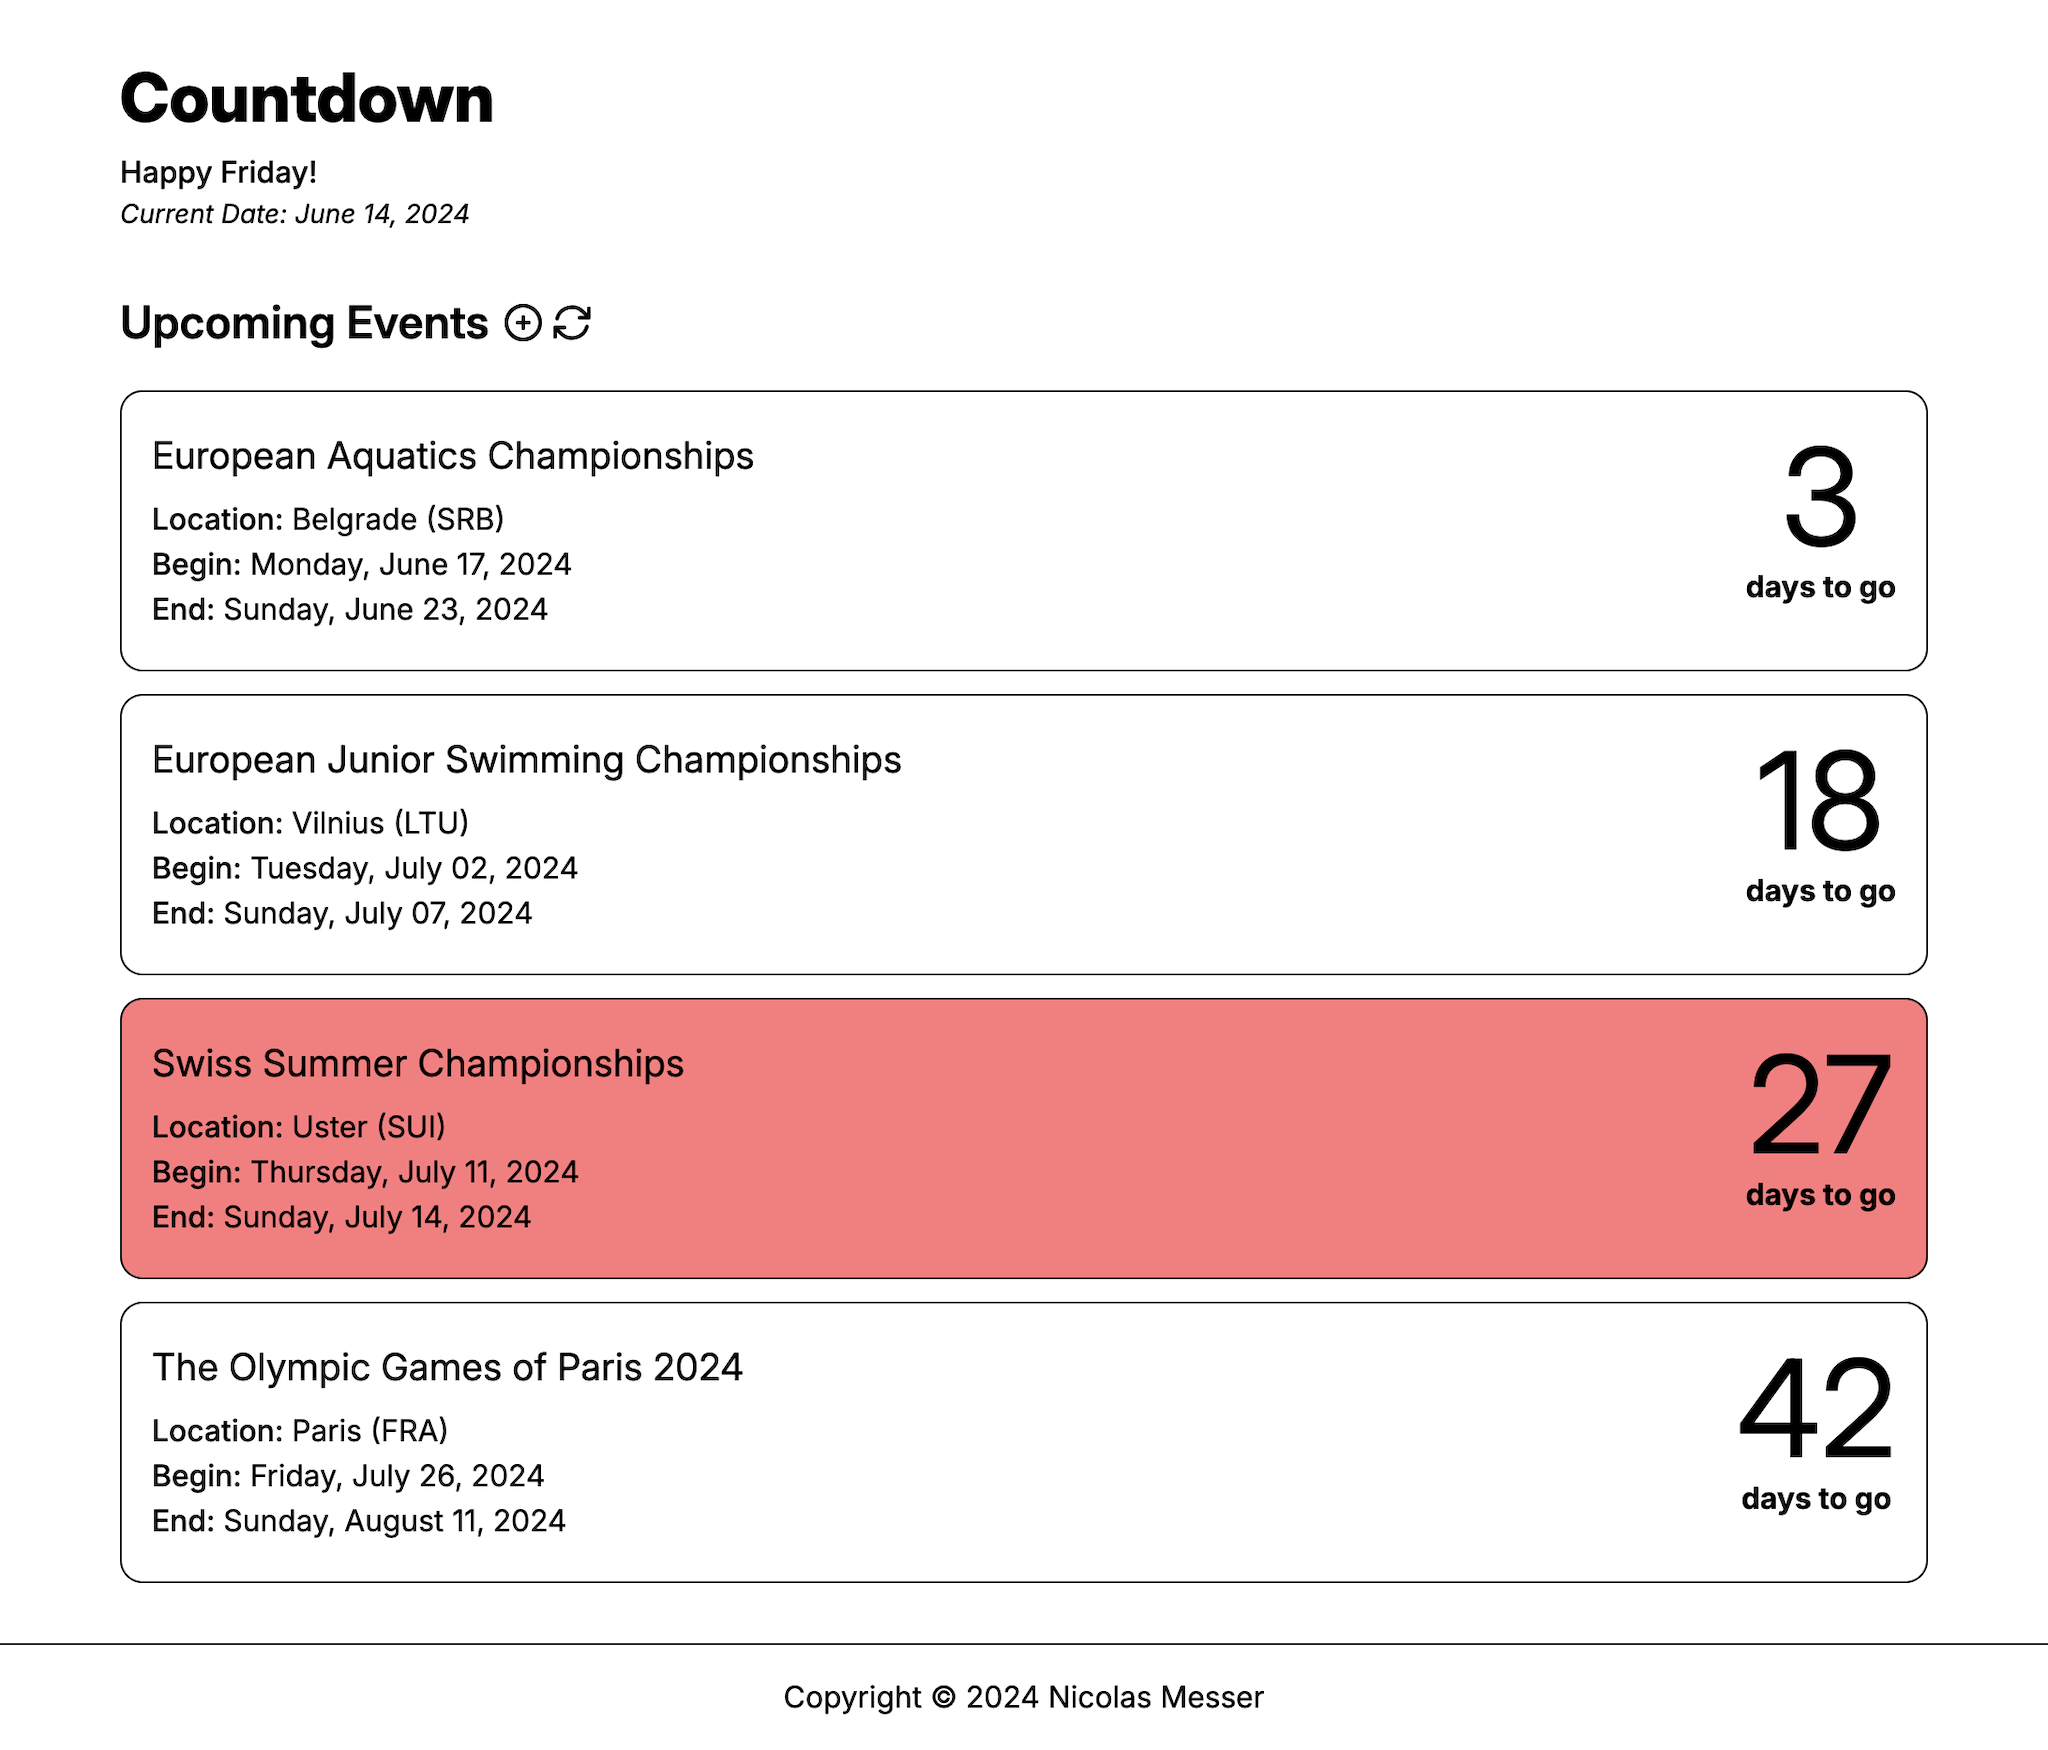 Countdown
Happy Friday!
Current Date: June 14, 2024
Upcoming Events
European Aquatics Championships
Location: Belgrade (SRB)
Begin: Monday, June 17, 2024
End: Sunday, June 23, 2024
3
days to go
European Junior Swimming Championships
Location: Vilnius (LTU)
Begin: Tuesday, July 02, 2024
End: Sunday, July 07, 2024
18
days to go
Swiss Summer Championships
Location: Uster (SUI)
Begin: Thursday, July 11, 2024
End: Sunday, July 14, 2024
27
days to go
The Olympic Games of Paris 2024
Location: Paris (FRA)
Begin: Friday, July 26, 2024
End: Sunday, August 11, 2024
42
days to go
Copyright © 2024 Nicolas Messer